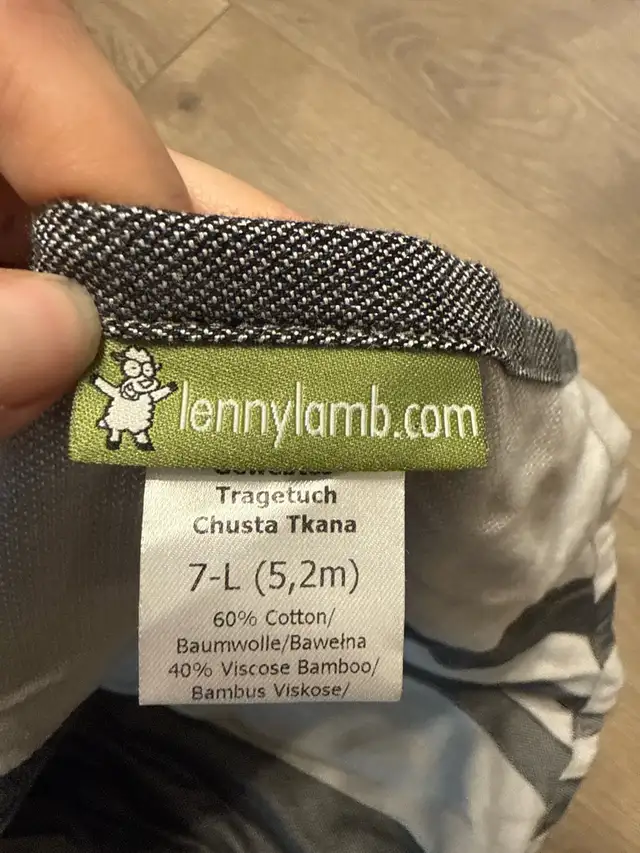 lennylamb.com
Tragetuch
Chusta Tkana
7-L (5,2m)
60% Cotton/
Baumwolle/Bawełna
40% Viscose Bamboo/
Bambus Viskose/